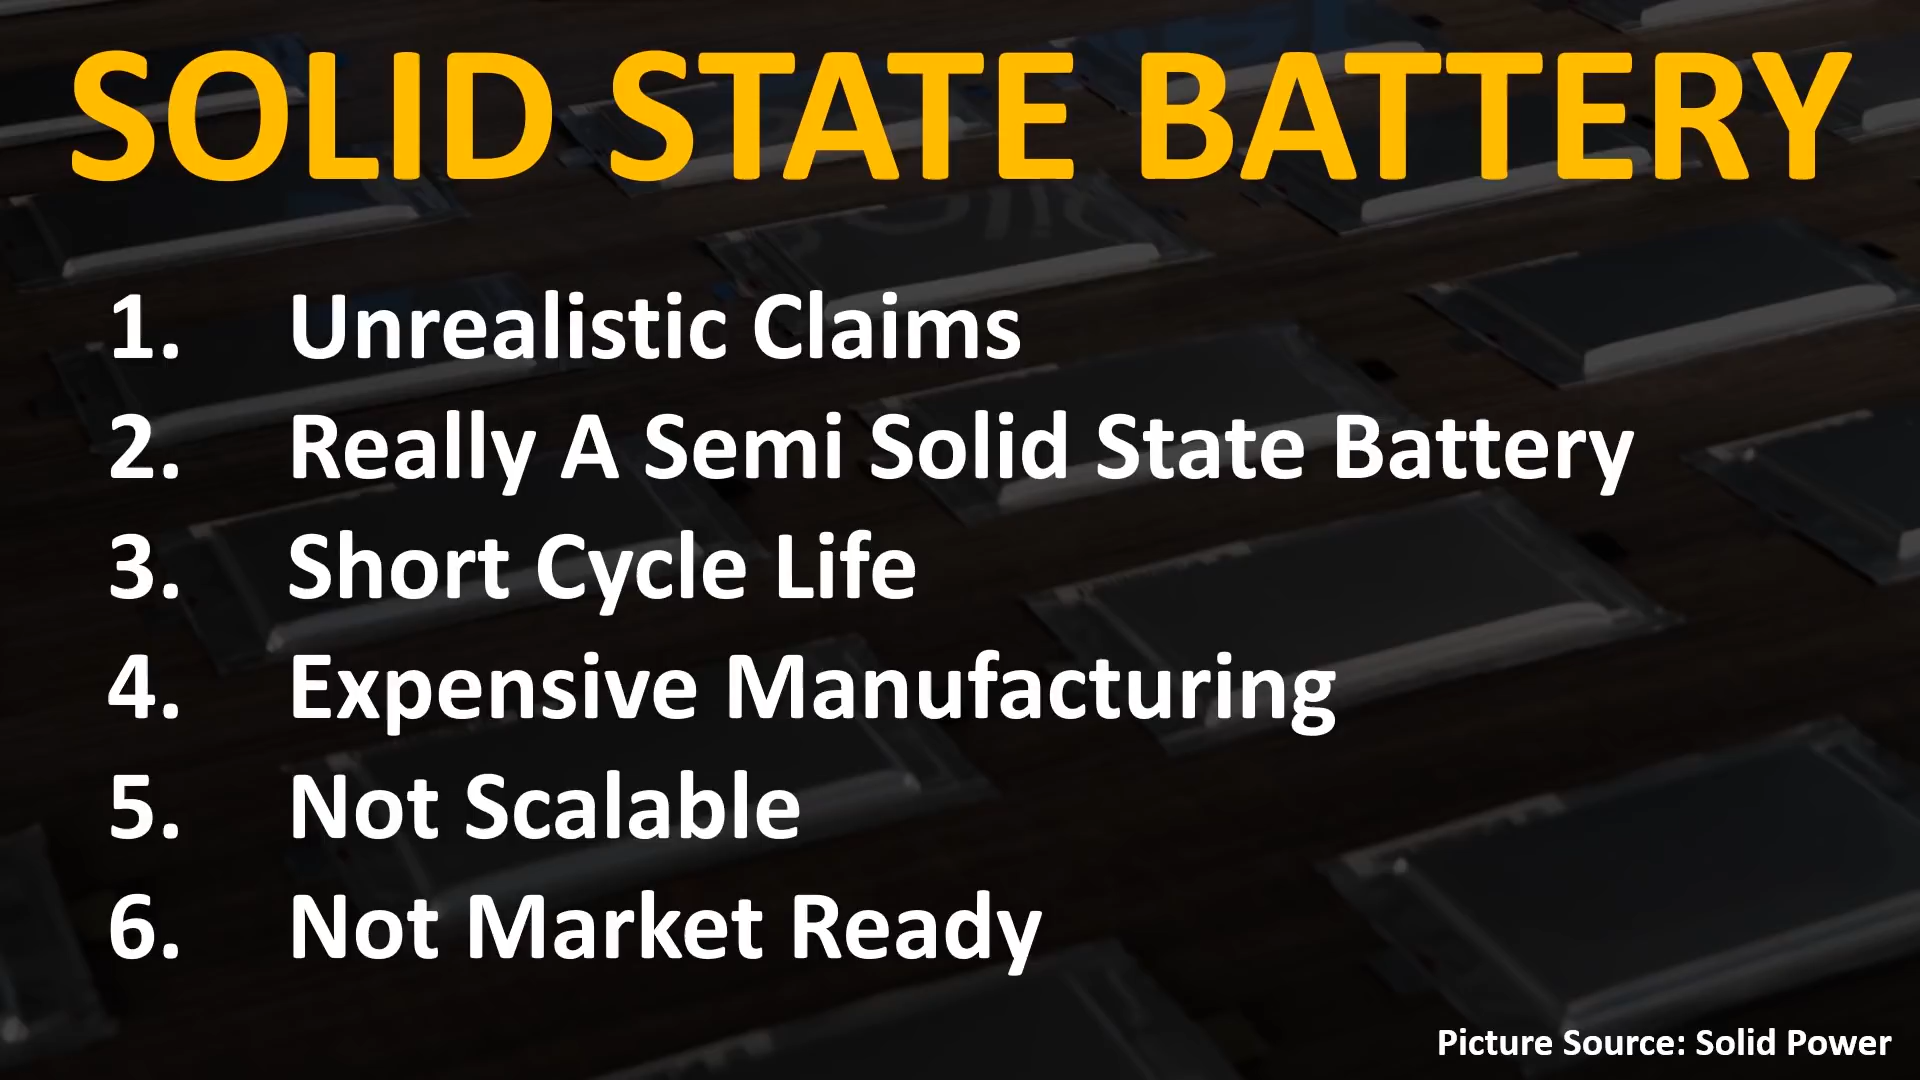 SOLID STATE BATTERY
1. Unrealistic Claims
2. Really A Semi Solid State Battery
3. Short Cycle Life
4. Expensive Manufacturing
5. Not Scalable
6. Not Market Ready
Picture Source: Solid Power